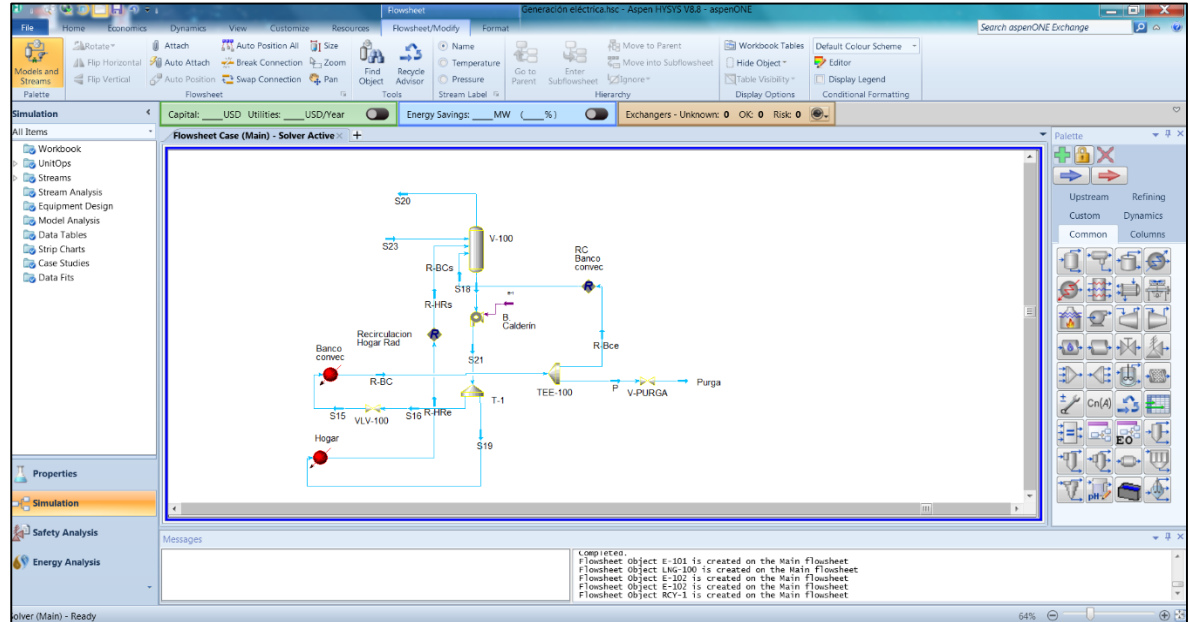 Flowsheet
Generación eléctrica.hsc - Aspen HYSYS V8.8 - aspenONE
File Home Economics Dynamics View Customize Resources Flowsheet/Modify Format
Search aspenONE Exchange
Models and Streams
Rotate
Flip Horizontal
Flip Vertical
Attach
Auto Attach
Auto Position
Auto Position All
Break Connection
Swap Connection
Size
Zoom
Pan
Find Object
Recycle Advisor
Name
Temperature
Pressure
Go to Parent
Enter Subflowsheet
Move to Parent
Move into Subflowsheet
Ignore
Workbook Tables
Hide Object
Table Visibility
Default Colour Scheme
Editor
Display Legend
Palette Flowsheet Tools Stream Label Hierarchy Display Options Conditional Formatting
Simulation
Capital: ____USD Utilities: ____USD/Year
Energy Savings: ____MW (____%)
Exchangers - Unknown: 0 OK: 0 Risk: 0
All Items
Flowsheet Case (Main) - Solver Active
Workbook
UnitOps
Streams
Stream Analysis
Equipment Design
Model Analysis
Data Tables
Strip Charts
Case Studies
Data Fits
Properties
Simulation
Safety Analysis
Energy Analysis
S20
S23
V-100
R-BCs
S18
R-HRs
RC
Banco
convec
B.
Calderín
Recirculacion
Hogar Rad
Banco
convec
S21
R-Bce
R-BC
TEE-100
P
V-PURGA
Purga
S15
VLV-100
S16
R-HRe
T-1
Hogar
S19
Palette
Upstream Refining
Custom Dynamics
Common Columns
Cn(A)
EO
pH
Messages
Completed.
Flowsheet Object E-101 is created on the Main flowsheet
Flowsheet Object LNG-100 is created on the Main flowsheet
Flowsheet Object E-102 is created on the Main flowsheet
Flowsheet Object E-102 is created on the Main flowsheet
Flowsheet Object RCY-1 is created on the Main flowsheet
Solver (Main) - Ready
64%